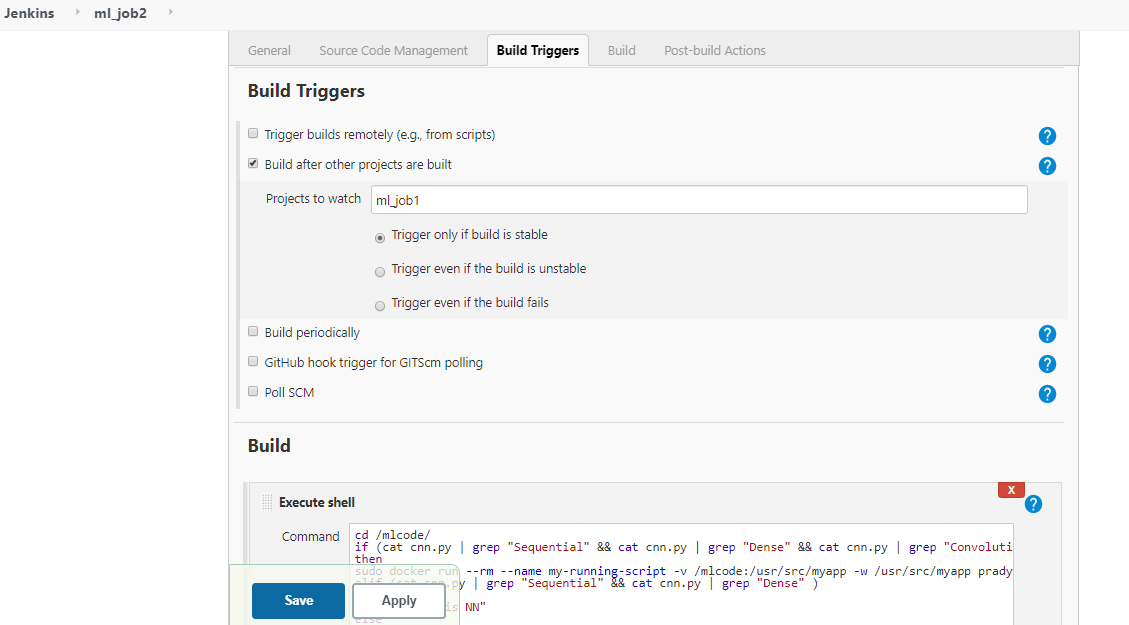 Jenkins ml_job2
General Source Code Management Build Triggers Build Post-build Actions
Build Triggers
Trigger builds remotely (e.g., from scripts)
?
Build after other projects are built
?
Projects to watch ml_job1
Trigger only if build is stable
Trigger even if the build is unstable
Trigger even if the build fails
Build periodically
?
GitHub hook trigger for GITScm polling
?
Poll SCM
?
Build
X
Execute shell
?
Command
cd /mlcode/
if (cat cnn.py | grep "Sequential" && cat cnn.py | grep "Dense" && cat cnn.py | grep "Convoluti
then
sudo docker run --rm --name my-running-script -v /mlcode:/usr/src/myapp -w /usr/src/myapp prady
elif (cat cnn.py | grep "Sequential" && cat cnn.py | grep "Dense" )
is NN"
else
Save Apply